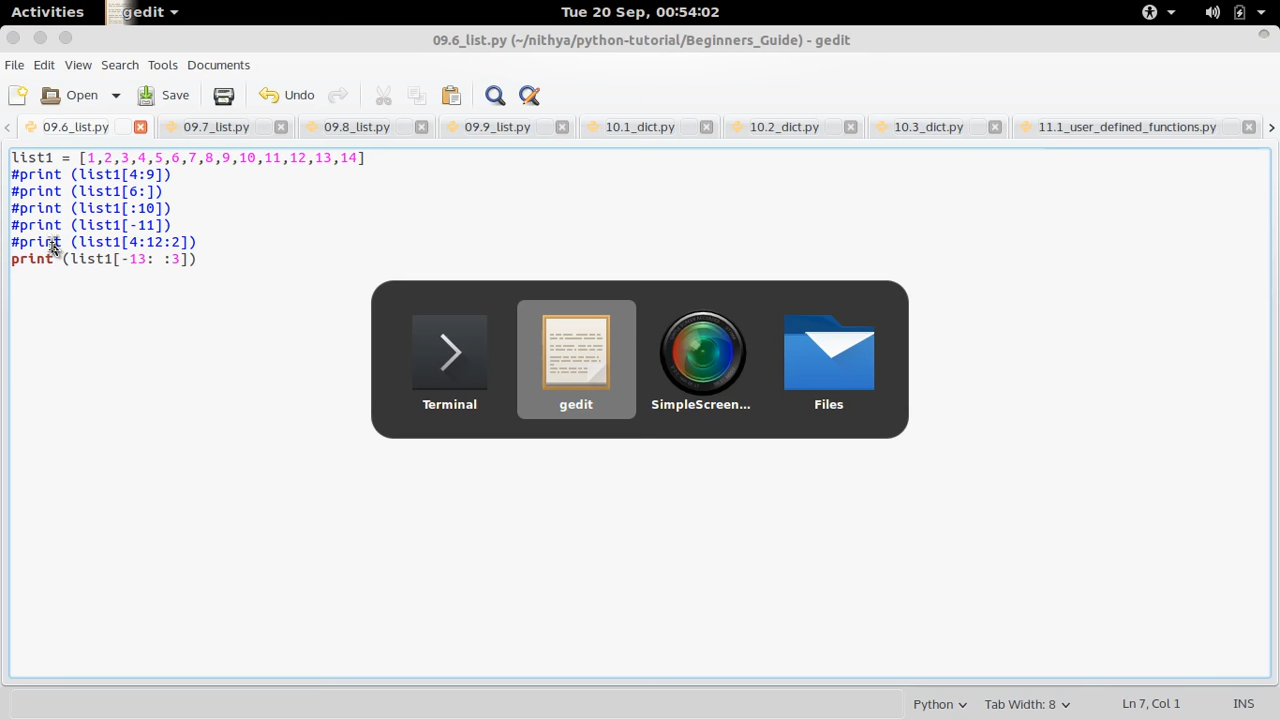 Activities gedit Tue 20 Sep, 00:54:02
09.6_list.py (~/nithya/python-tutorial/Beginners_Guide) - gedit
File Edit View Search Tools Documents
Open Save Undo
09.6_list.py 09.7_list.py 09.8_list.py 09.9_list.py 10.1_dict.py 10.2_dict.py 10.3_dict.py 11.1_user_defined_functions.py
list1 = [1,2,3,4,5,6,7,8,9,10,11,12,13,14]
#print (list1[4:9])
#print (list1[6:])
#print (list1[:10])
#print (list1[-11])
#print (list1[4:12:2])
print (list1[-13: :3])
Terminal gedit SimpleScreen... Files
Python Tab Width: 8 Ln 7, Col 1 INS